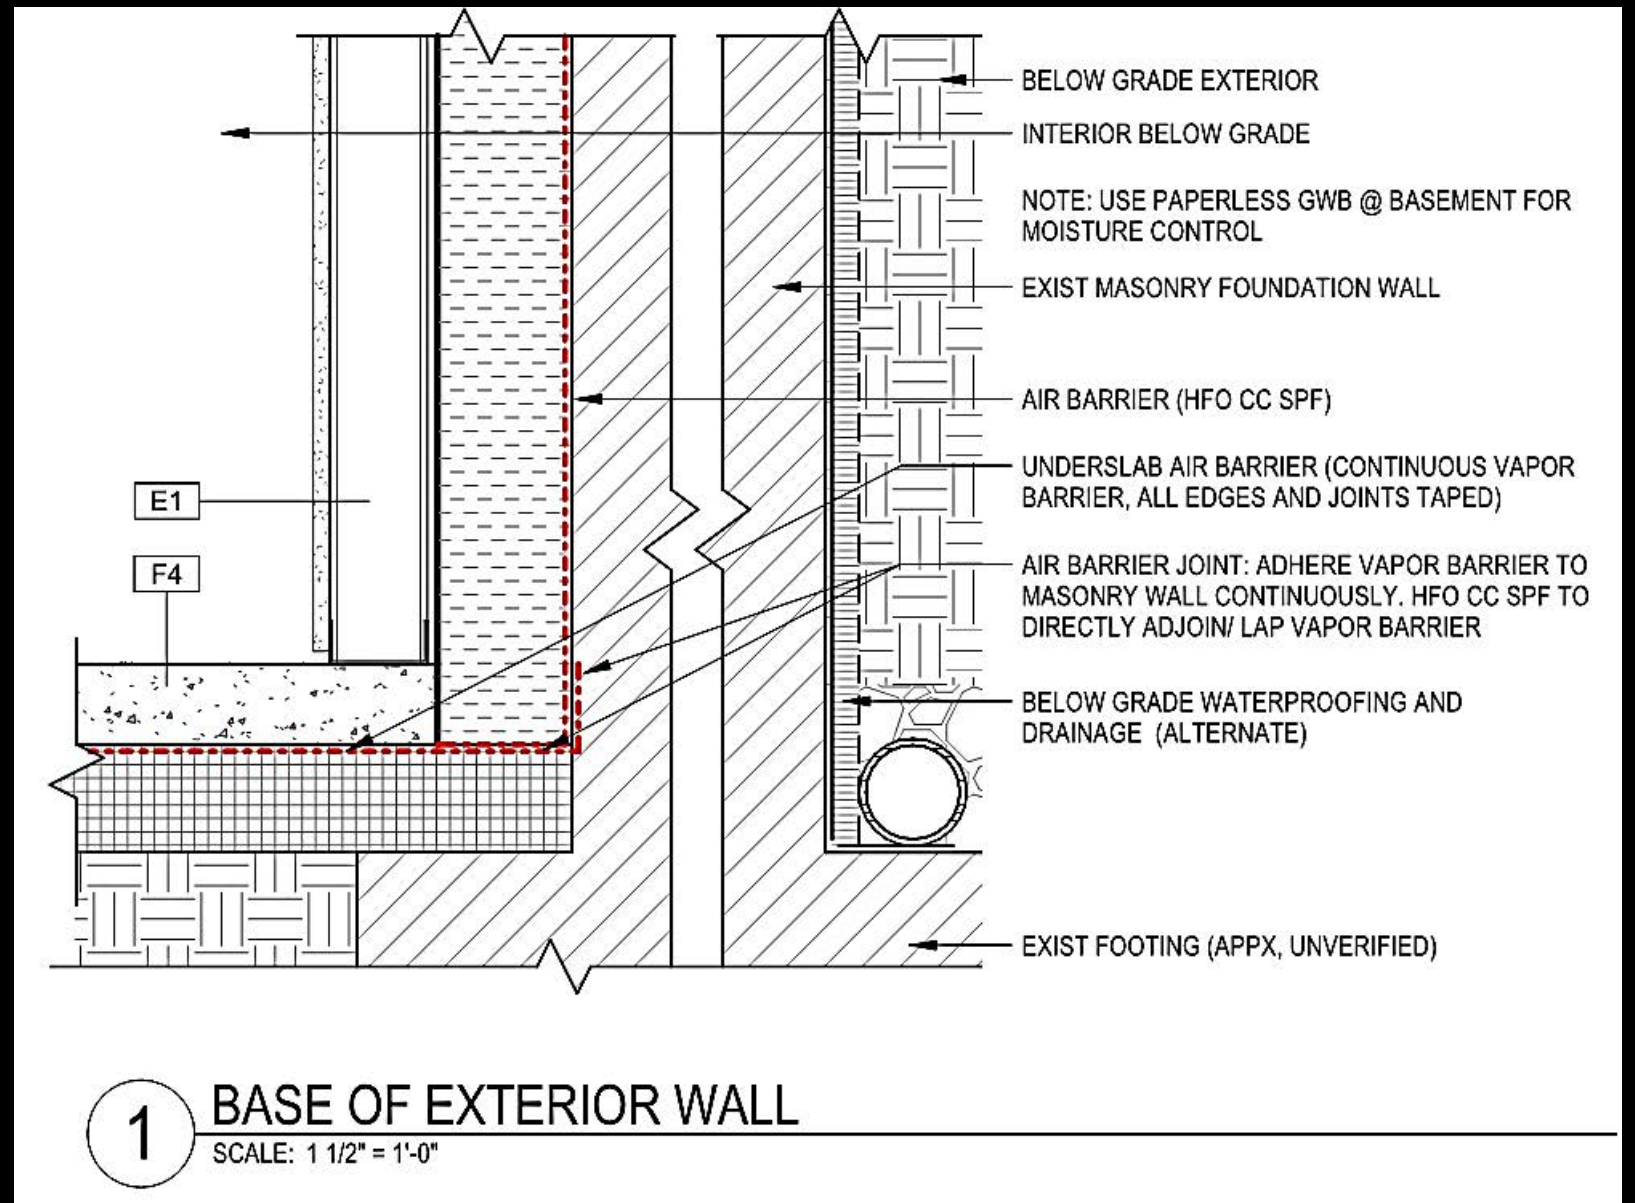 BELOW GRADE EXTERIOR
INTERIOR BELOW GRADE
NOTE: USE PAPERLESS GWB @ BASEMENT FOR
MOISTURE CONTROL
EXIST MASONRY FOUNDATION WALL
AIR BARRIER (HFO CC SPF)
UNDERSLAB AIR BARRIER (CONTINUOUS VAPOR
BARRIER, ALL EDGES AND JOINTS TAPED)
E1
F4
AIR BARRIER JOINT: ADHERE VAPOR BARRIER TO
MASONRY WALL CONTINUOUSLY. HFO CC SPF TO
DIRECTLY ADJOIN/ LAP VAPOR BARRIER
BELOW GRADE WATERPROOFING AND
DRAINAGE (ALTERNATE)
EXIST FOOTING (APPX, UNVERIFIED)
1
BASE OF EXTERIOR WALL
SCALE: 1 1/2" = 1'-0"